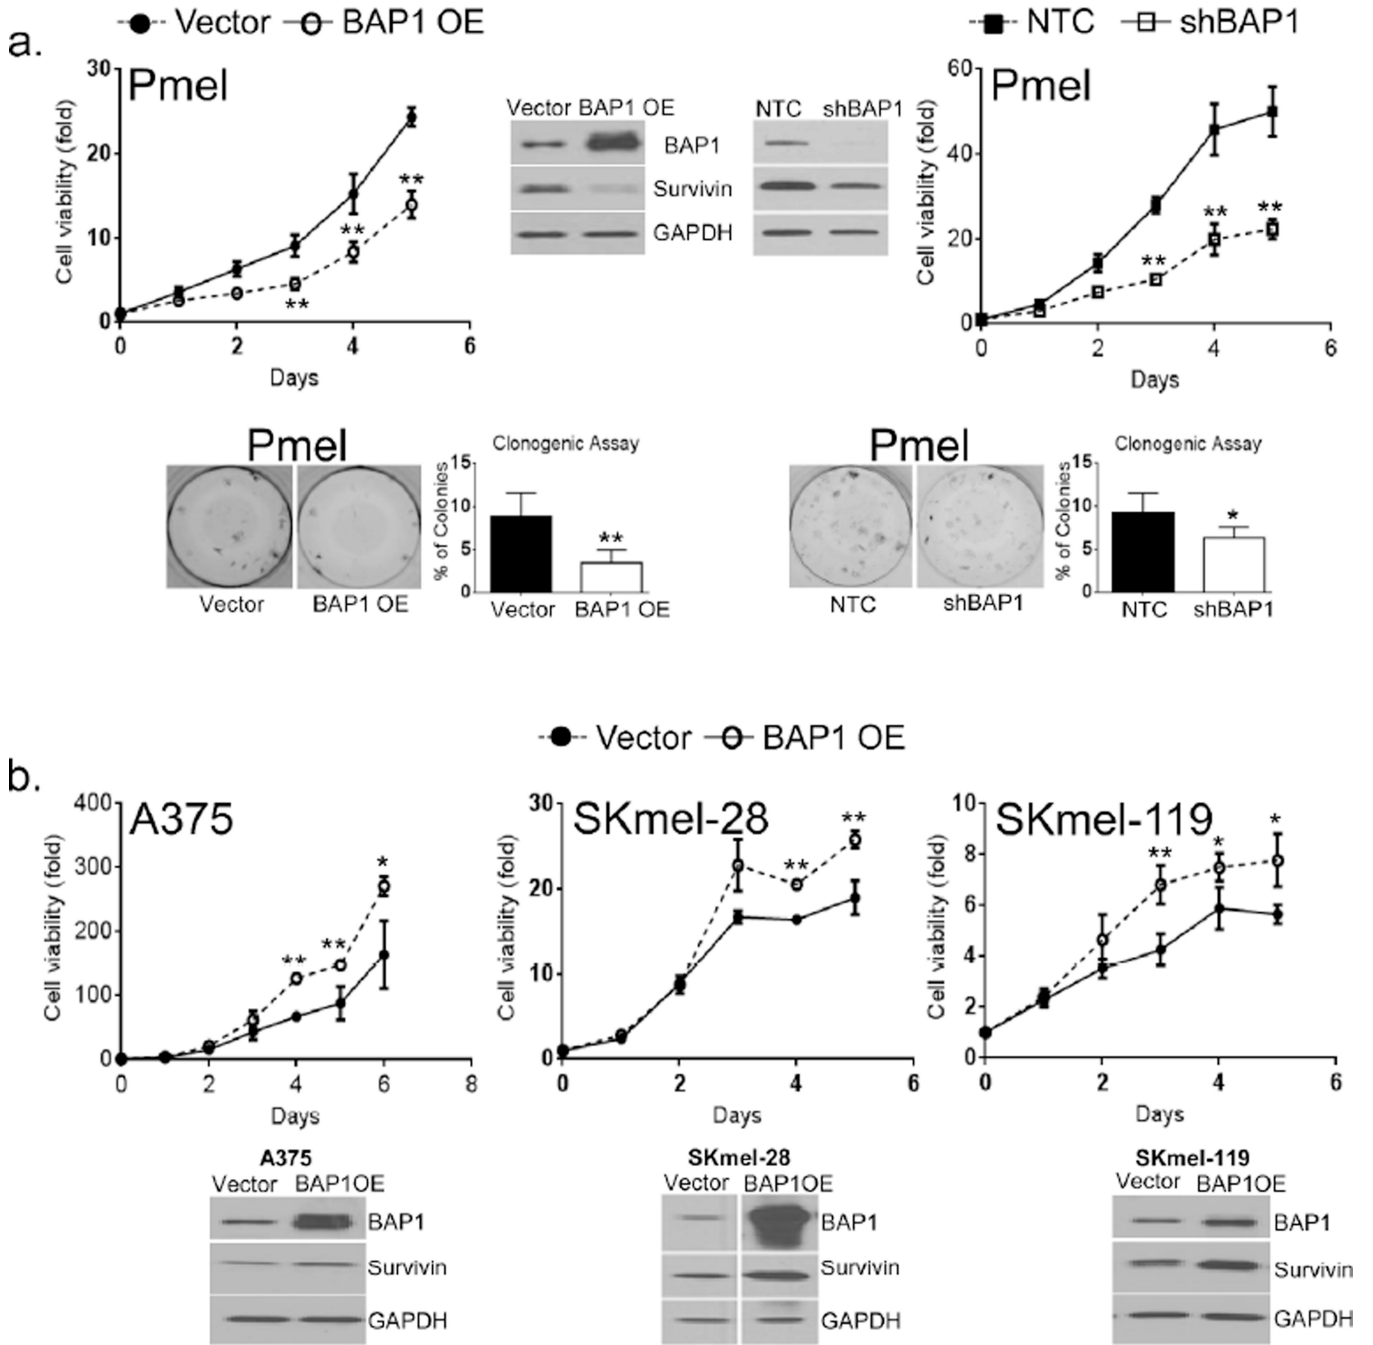 a.
Vector BAP1 OE
Pmel
Cell viability (fold)
30
20
10
0
0 2 4 6
Days
**
**
**
Vector BAP1 OE
BAP1
Survivin
GAPDH
NTC shBAP1
NTC shBAP1
Pmel
Cell viability (fold)
60
40
20
0
0 2 4 6
Days
**
**
**
Pmel
Vector BAP1 OE
Clonogenic Assay
% of Colonies
15
10
5
0
**
Vector BAP1 OE
Pmel
NTC shBAP1
Clonogenic Assay
% of Colonies
15
10
5
0
*
NTC shBAP1
b.
Vector BAP1 OE
A375
Cell viability (fold)
400
300
200
100
0
0 2 4 6 8
Days
**
**
*
SKmel-28
Cell viability (fold)
30
20
10
0
0 2 4 6
Days
**
**
SKmel-119
Cell viability (fold)
10
8
6
4
2
0
0 2 4 6
Days
**
*
*
A375
Vector BAP1OE
BAP1
Survivin
GAPDH
SKmel-28
Vector BAP1OE
BAP1
Survivin
GAPDH
SKmel-119
Vector BAP1OE
BAP1
Survivin
GAPDH